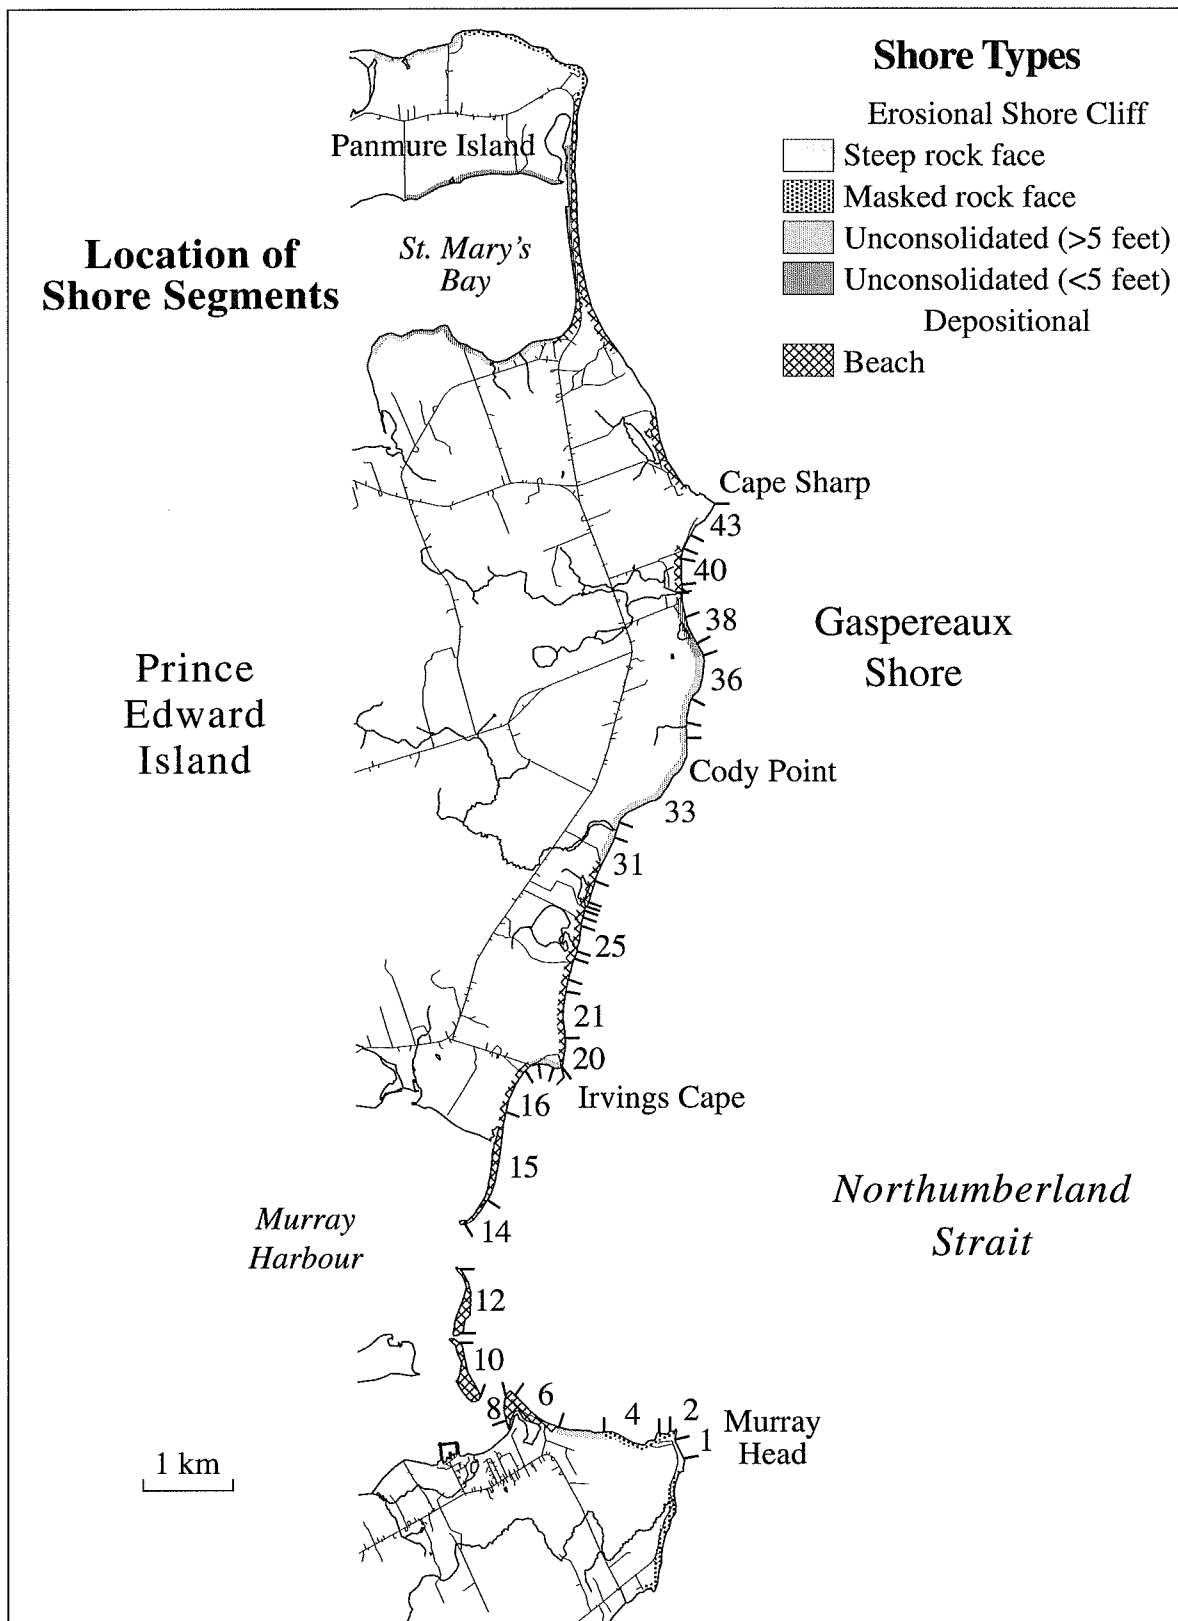 Shore Types
Erosional Shore Cliff
Steep rock face
Masked rock face
Unconsolidated (>5 feet)
Unconsolidated (<5 feet)
Depositional
Beach
Panmure Island
Location of
Shore Segments
St. Mary's
Bay
Cape Sharp
43
40
38
Gaspereaux
Shore
36
Prince
Edward
Island
Cody Point
33
31
25
21
20
Irvings Cape
16
15
14
Northumberland
Strait
Murray
Harbour
12
10
8
6
4
2
1
Murray
Head
1 km